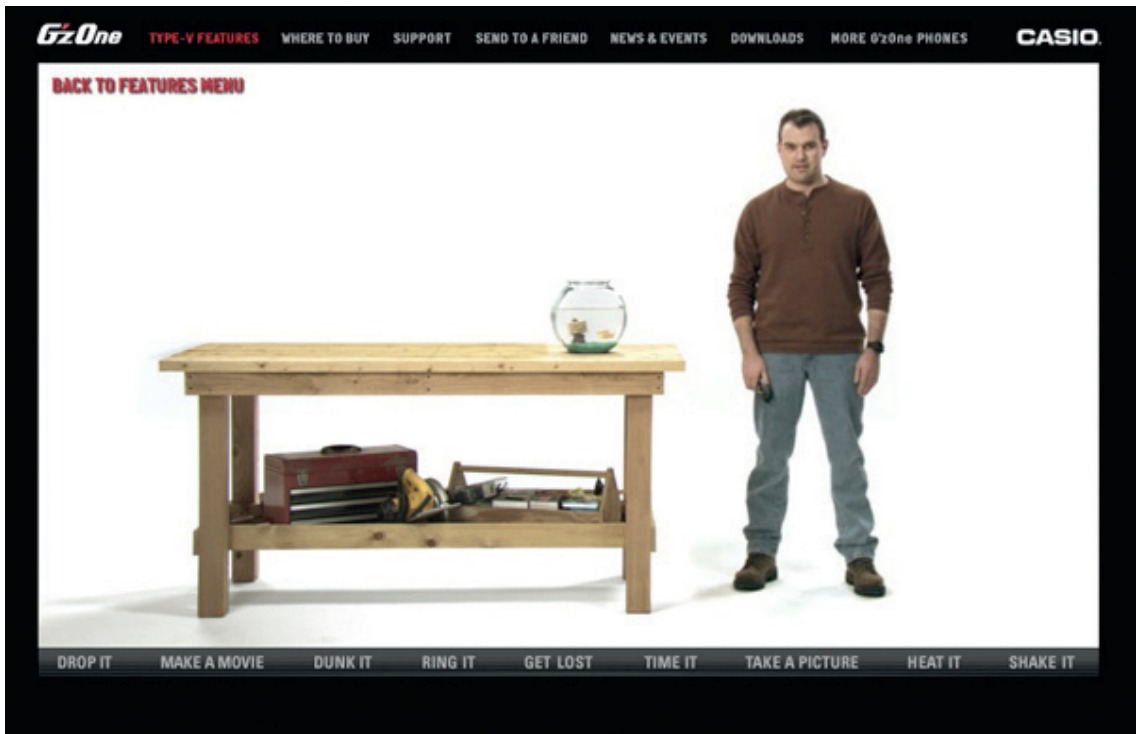 G'zOne TYPE-V FEATURES WHERE TO BUY SUPPORT SEND TO A FRIEND NEWS & EVENTS DOWNLOADS MORE G'zOne PHONES CASIO.
BACK TO FEATURES MENU
DROP IT MAKE A MOVIE DUNK IT RING IT GET LOST TIME IT TAKE A PICTURE HEAT IT SHAKE IT